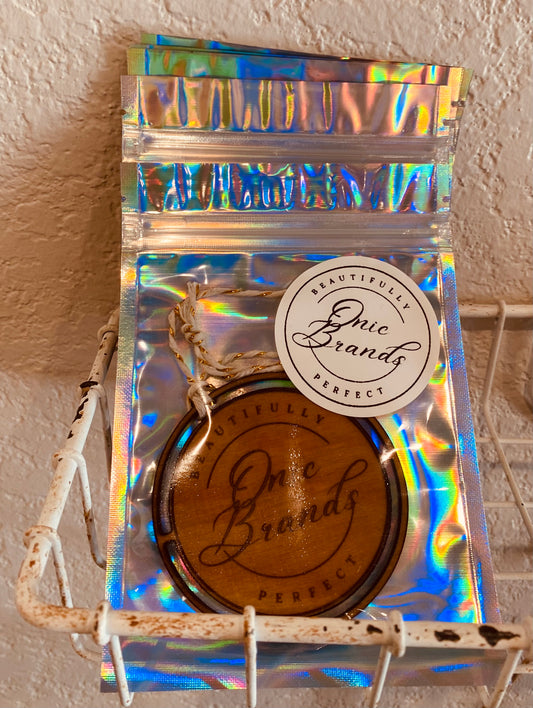 BEAUTIFULLY
Onic
Brands
PERFECT
BEAUTIFULLY
Onic
Brands
PERFECT